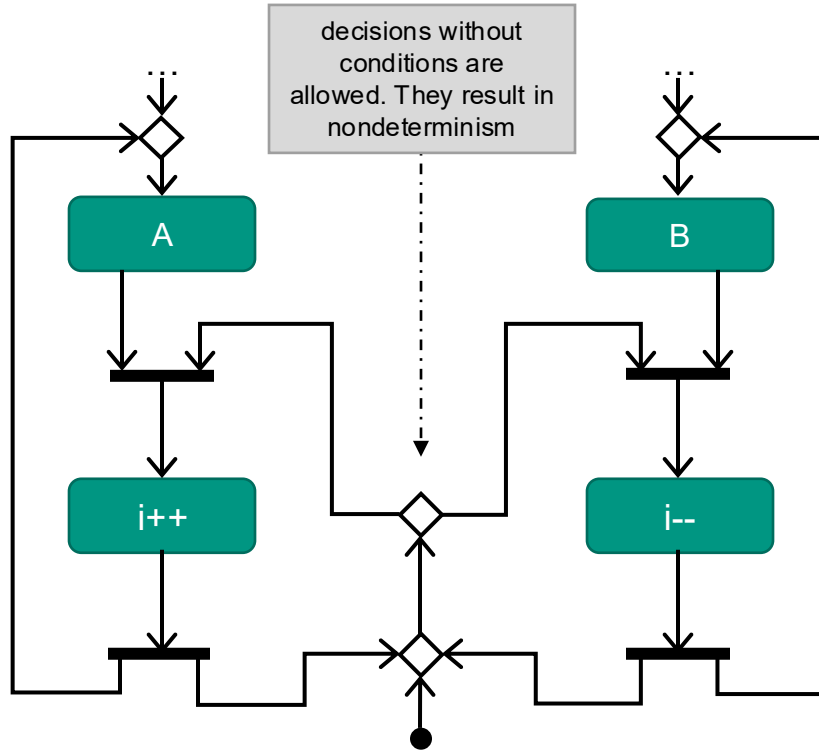 decisions without
conditions are
allowed. They result in
nondeterminism
...
...
A
B
i++
i--